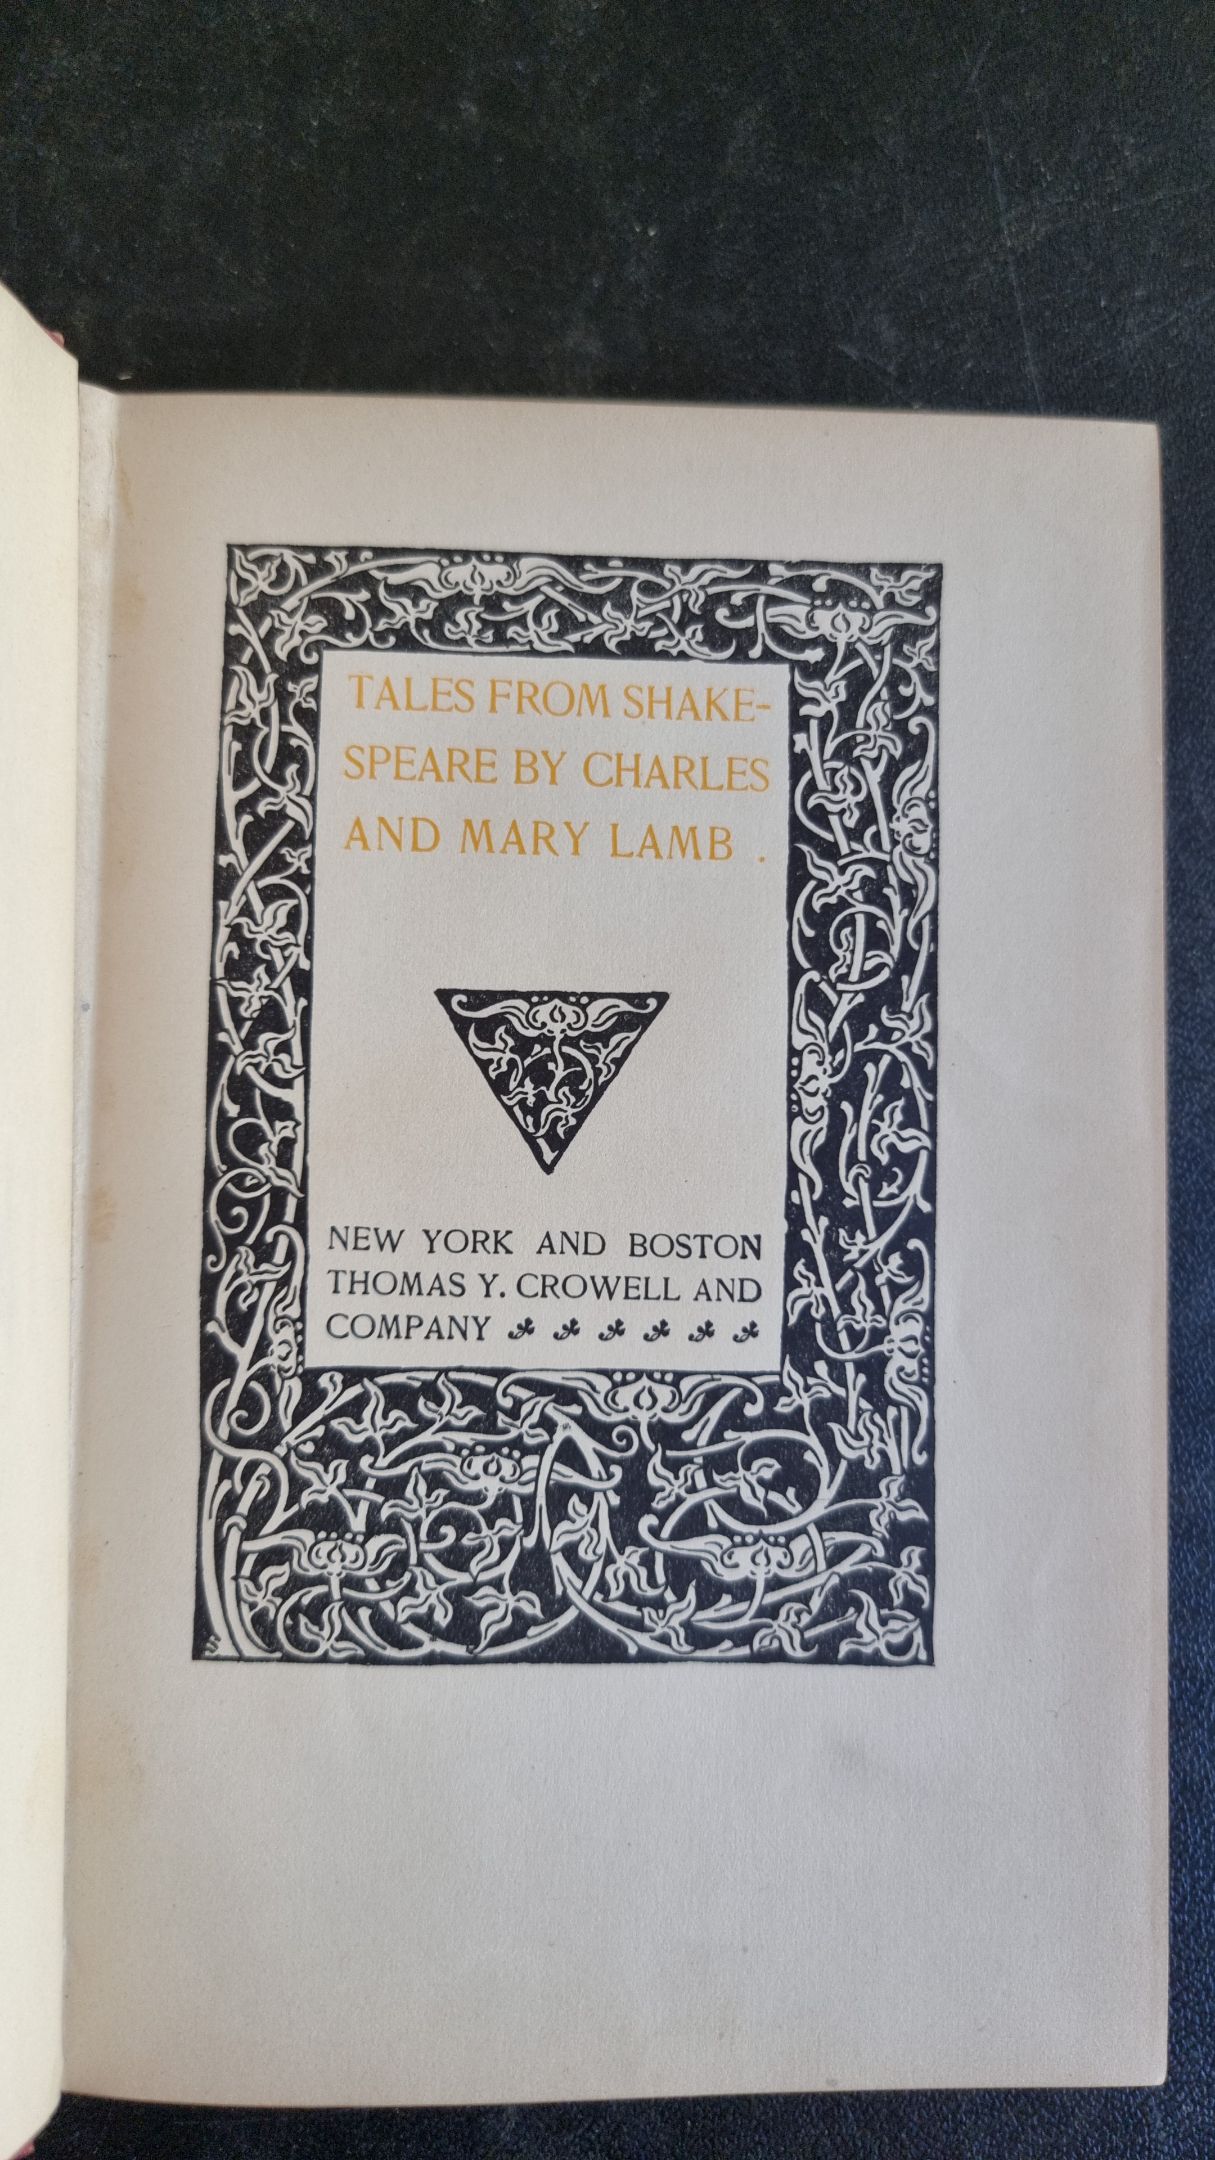 TALES FROM SHAKE-
SPEARE BY CHARLES
AND MARY LAMB .
NEW YORK AND BOSTON
THOMAS Y. CROWELL AND
COMPANY